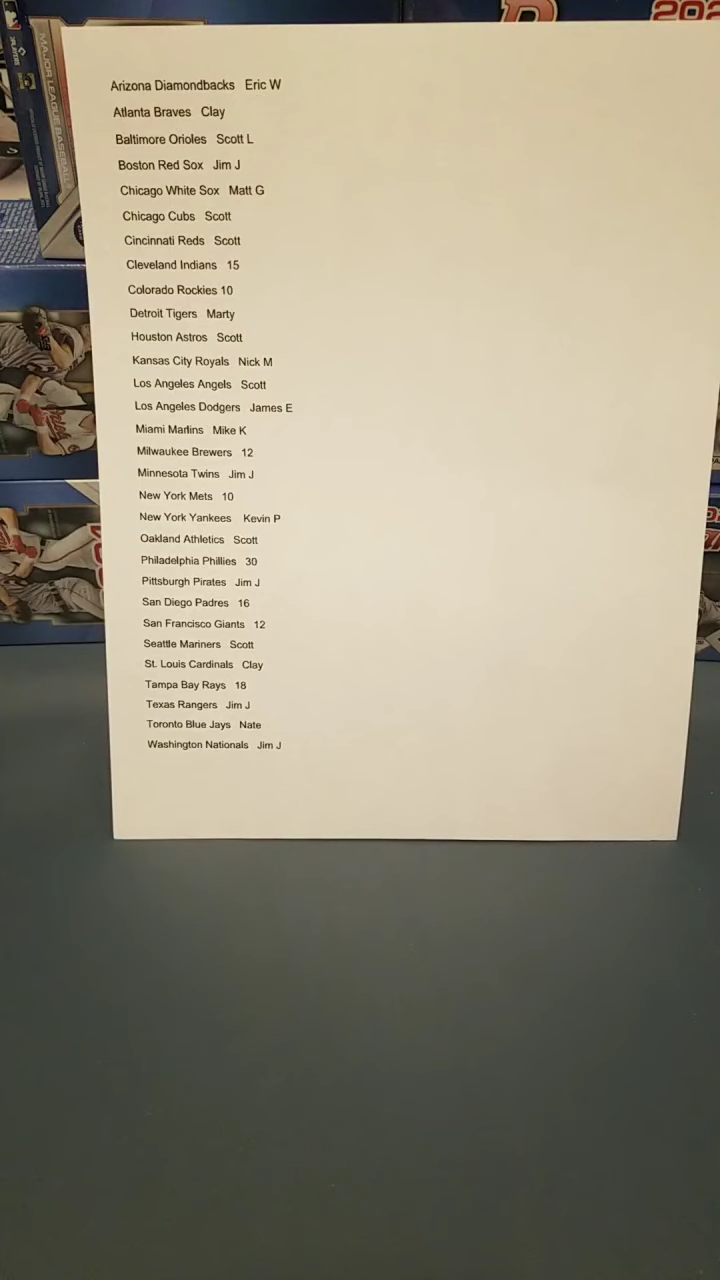 MAJOR LEAGUE BASEBALL
202
Arizona Diamondbacks Eric W
Atlanta Braves Clay
Baltimore Orioles Scott L
Boston Red Sox Jim J
Chicago White Sox Matt G
Chicago Cubs Scott
Cincinnati Reds Scott
Cleveland Indians 15
Colorado Rockies 10
Detroit Tigers Marty
Houston Astros Scott
Kansas City Royals Nick M
Los Angeles Angels Scott
Los Angeles Dodgers James E
Miami Marlins Mike K
Milwaukee Brewers 12
Minnesota Twins Jim J
New York Mets 10
New York Yankees Kevin P
Oakland Athletics Scott
Philadelphia Phillies 30
Pittsburgh Pirates Jim J
San Diego Padres 16
San Francisco Giants 12
Seattle Mariners Scott
St. Louis Cardinals Clay
Tampa Bay Rays 18
Texas Rangers Jim J
Toronto Blue Jays Nate
Washington Nationals Jim J